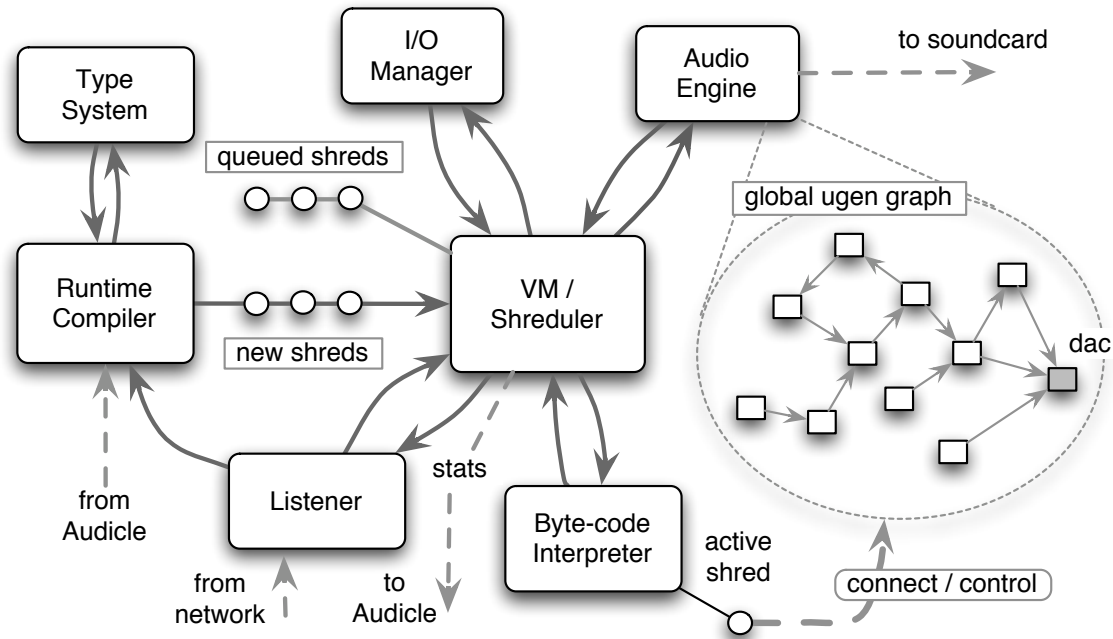 Type
System
I/O
Manager
Audio
Engine
to soundcard
queued shreds
global ugen graph
Runtime
Compiler
new shreds
VM /
Shreduler
dac
from
Audicle
Listener
stats
from
network
to
Audicle
Byte-code
Interpreter
active
shred
connect / control